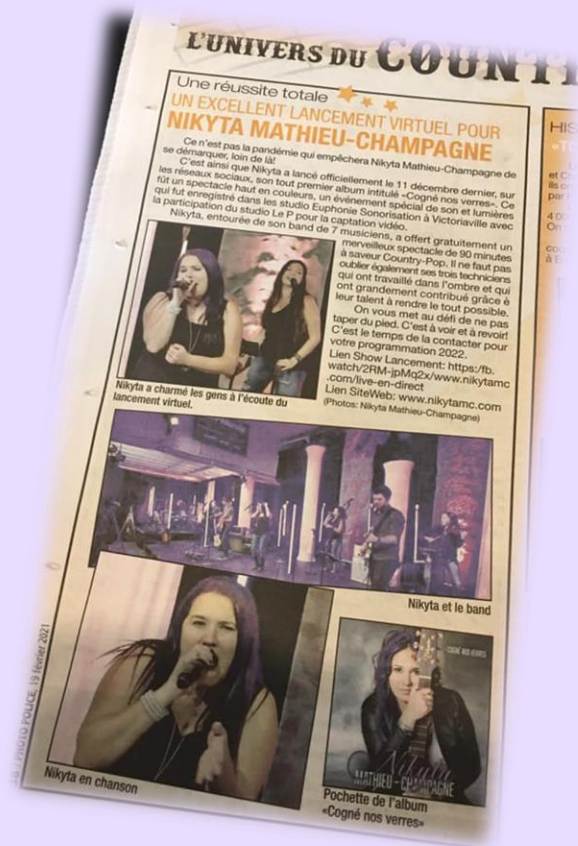 L'UNIVERS DU COUNT
Une réussite totale
UN EXCELLENT LANCEMENT VIRTUEL POUR
NIKYTA MATHIEU-CHAMPAGNE
Ce n'est pas la pandémie qui empêchera Nikyta Mathieu-Champagne de
se démarquer, loin de là!
C'est ainsi que Nikyta a lancé officiellement le 11 décembre dernier, sur
les réseaux sociaux, son tout premier album intitulé «Cogné nos verres». Ce
fût un spectacle haut en couleurs, un événement spécial de son et lumières
qui fut enregistré dans les studio Euphonie Sonorisation à Victoriaville avec
la participation du studio Le P pour la captation vidéo.
Nikyta, entourée de son band de 7 musiciens, a offert gratuitement un
merveilleux spectacle de 90 minutes
à saveur Country-Pop. Il ne faut pas
oublier également ses trois techniciens
qui ont travaillé dans l'ombre et qui
ont grandement contribué grâce è
leur talent à rendre le tout possible.
On vous met au défi de ne pas
taper du pied. C'est à voir et à revoir!
C'est le temps de la contacter pour
votre programmation 2022.
Lien Show Lancement: https:/fb.
watch/2RM-jpMq2x/www.nikytamc
.com/live-en-direct
Lien SiteWeb: www.nikytamc.com
(Photos: Nikyta Mathieu-Champagne)
Nikyta a charmé les gens à l'écoute du
lancement virtuel.
Nikyta et le band
Nikyta en chanson
COGNÉ NOS VERRES
Nikyta
MATHIEU-CHAMPAGNE
Pochette de l'album
«Cogné nos verres»
PHOTO POLICE, 19 février 2021
HIS
et C
ils o
par
4 00
On
cou
à E